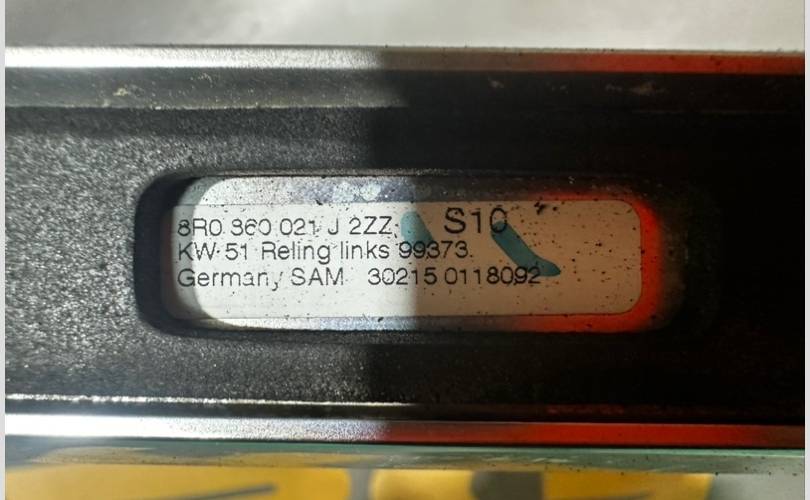 8R0 860 021 J 2ZZ S10
KW 51 Reling links 99373
Germany SAM 30215 0118092